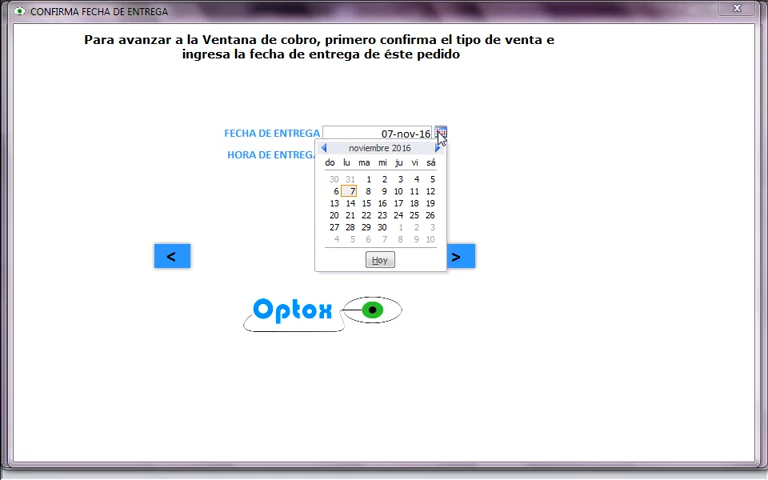 CONFIRMA FECHA DE ENTREGA
Para avanzar a la Ventana de cobro, primero confirma el tipo de venta e
ingresa la fecha de entrega de éste pedido
FECHA DE ENTREGA 07-nov-16
HORA DE ENTREGA
noviembre 2016
do lu ma mi ju vi sá
30 31 1 2 3 4 5
6 7 8 9 10 11 12
13 14 15 16 17 18 19
20 21 22 23 24 25 26
27 28 29 30 1 2 3
4 5 6 7 8 9 10
Hoy
< >
Optox